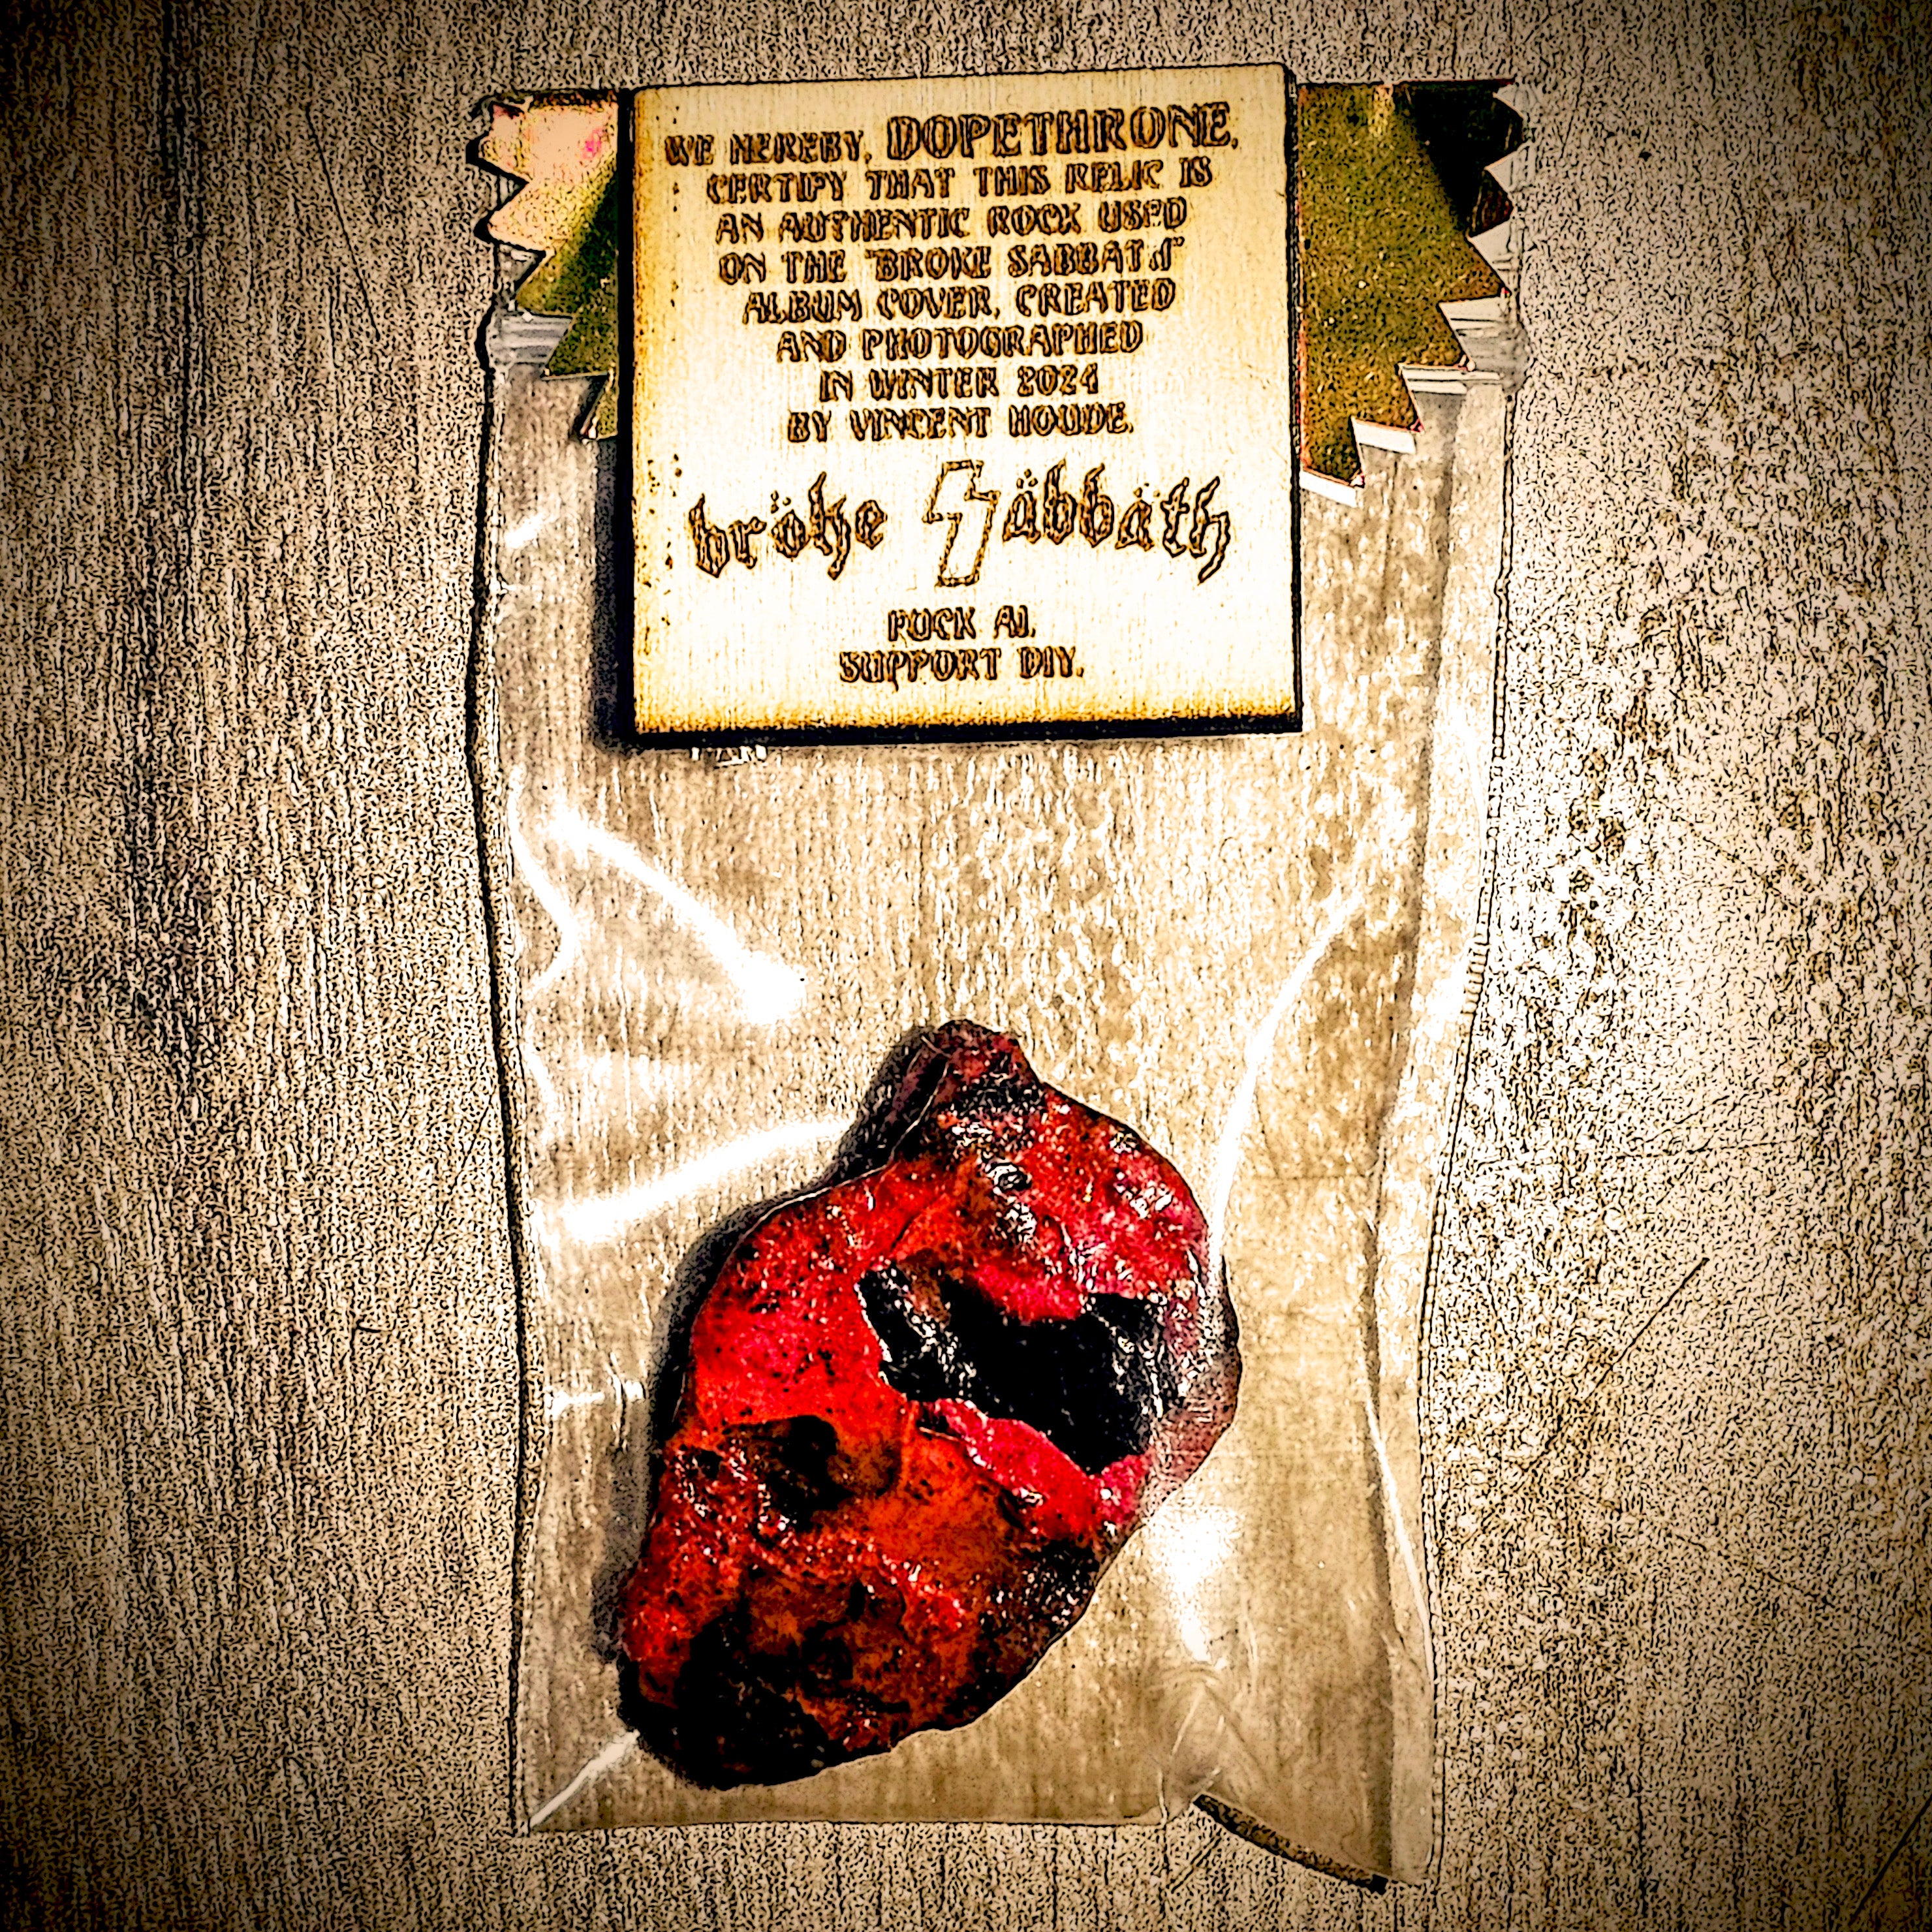 WE HEREBY, DOPETHRONE,
CERTIFY THAT THIS RELIC IS
AN AUTHENTIC ROCK USED
ON THE "BROKE SABBATH"
ALBUM COVER, CREATED
AND PHOTOGRAPHED
IN WINTER 2024
BY VINCENT HOUDE.
bröke Säbbäth
FUCK AI.
SUPPORT DIY.